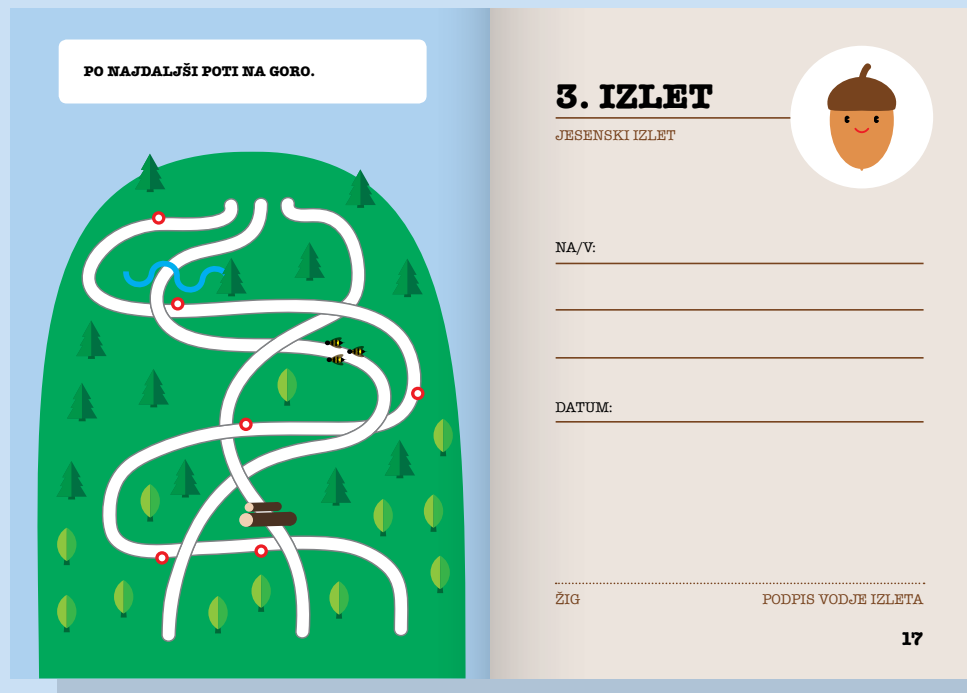 PO NAJDALJŠI POTI NA GORO.
3. IZLET
JESENSKI IZLET
NA/V:
DATUM:
ŽIG
PODPIS VODJE IZLETA
17